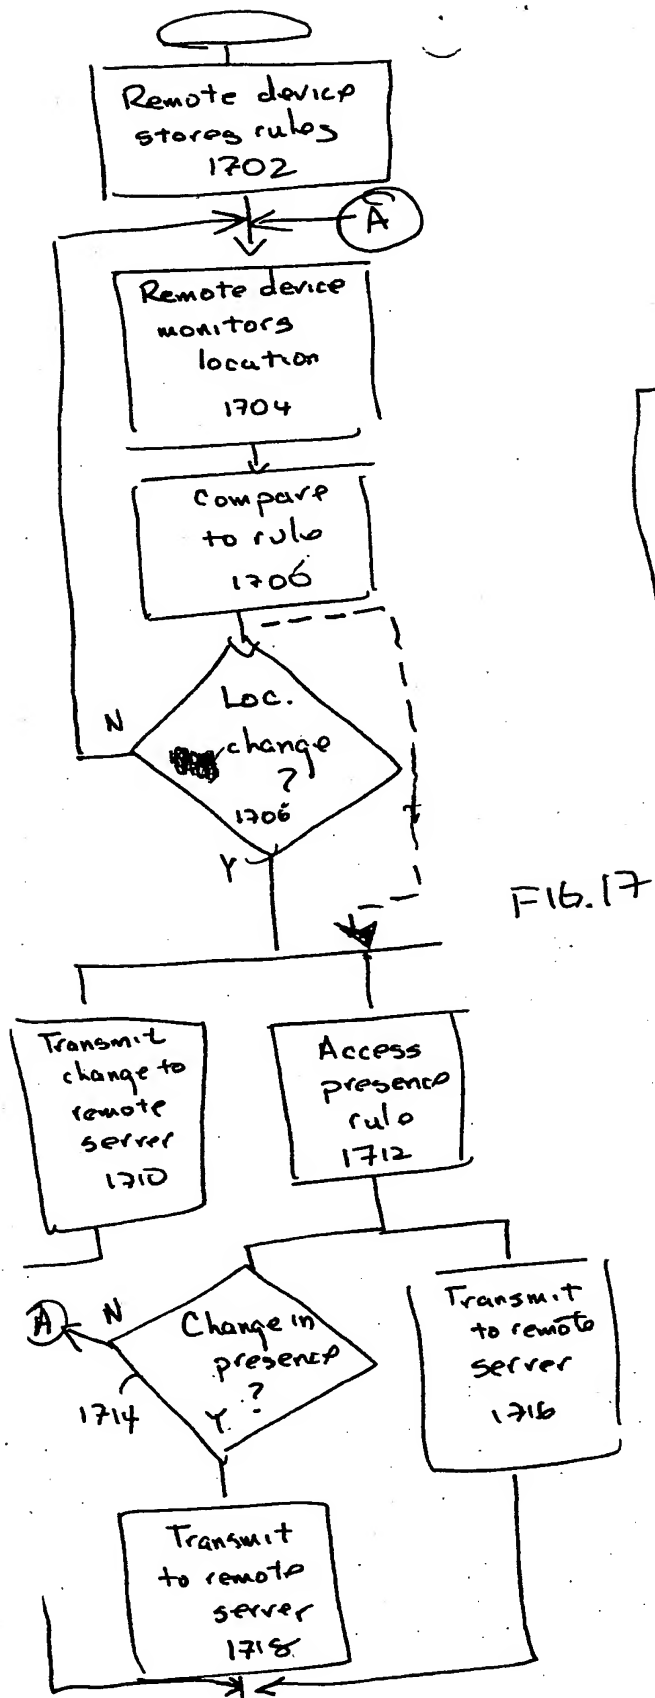 Remote device
stores rules
1702
A
Remote device
monitors
location
1704
Compare
to rule
1706
Loc.
change
?
1706
N
Y
FIG.17
Transmit
change to
remote
server
1710
Access
presence
rule
1712
A
N
Change in
presence
?
1714
Y
Transmit
to remote
server
1716
Transmit
to remote
server
1718